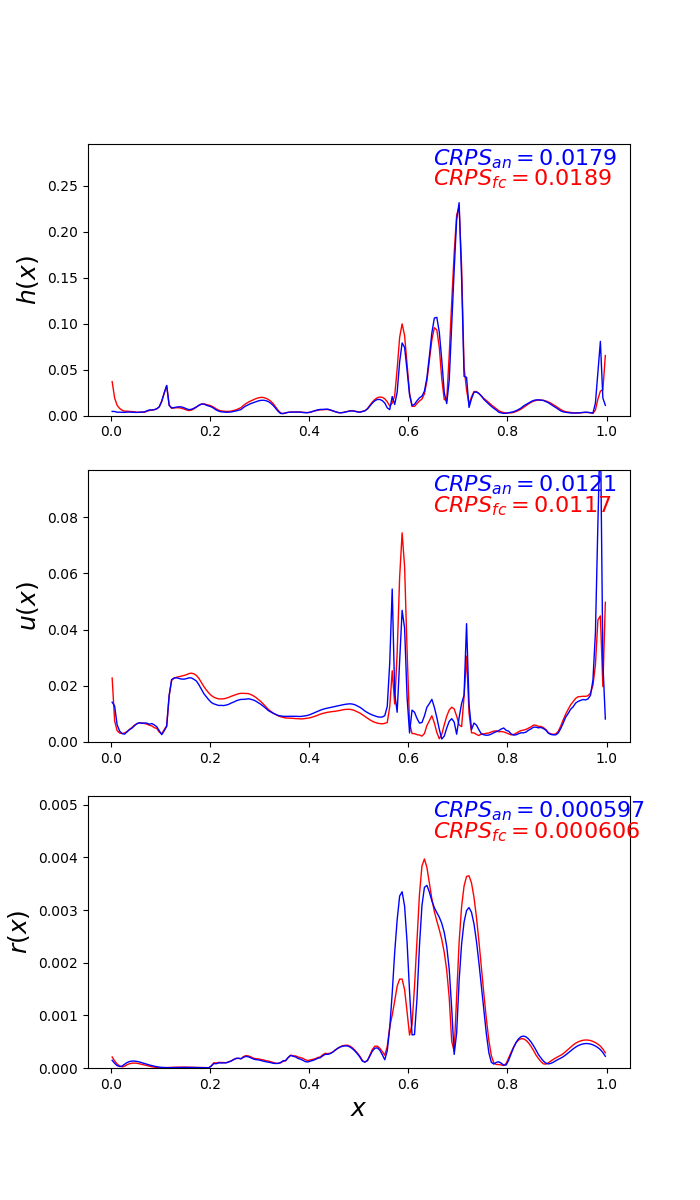 CRPS_an = 0.0179
CRPS_fc = 0.0189
h(x)
0.25
0.20
0.15
0.10
0.05
0.00
0.0 0.2 0.4 0.6 0.8 1.0
CRPS_an = 0.0121
CRPS_fc = 0.0117
u(x)
0.08
0.06
0.04
0.02
0.00
0.0 0.2 0.4 0.6 0.8 1.0
CRPS_an = 0.000597
CRPS_fc = 0.000606
r(x)
0.005
0.004
0.003
0.002
0.001
0.000
0.0 0.2 0.4 0.6 0.8 1.0
x